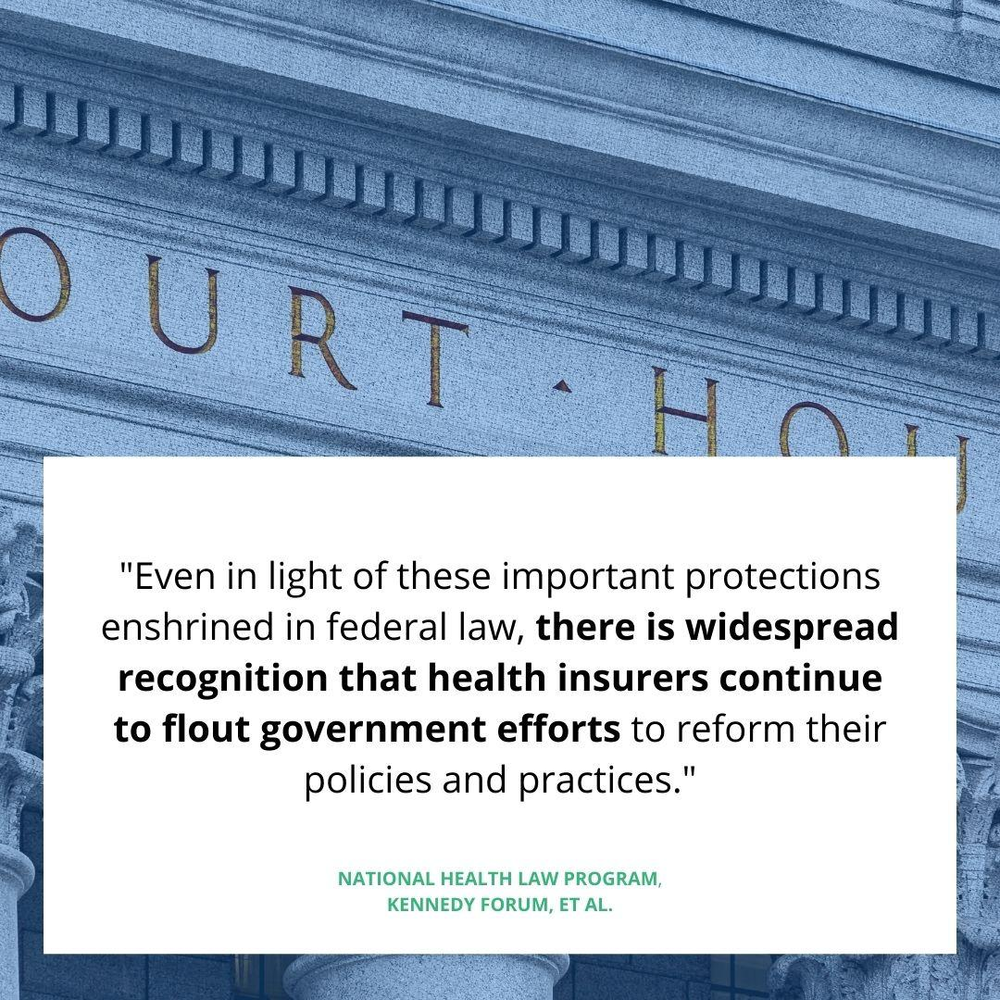 OURT ▴ HOU
"Even in light of these important protections
enshrined in federal law, there is widespread
recognition that health insurers continue
to flout government efforts to reform their
policies and practices."
NATIONAL HEALTH LAW PROGRAM,
KENNEDY FORUM, ET AL.